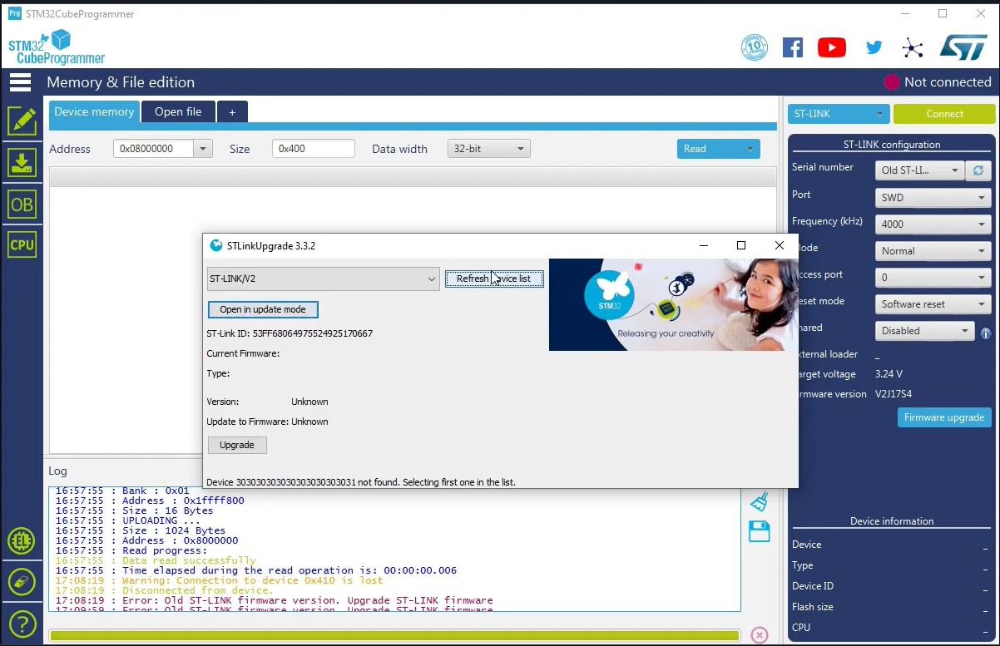 Prg STM32CubeProgrammer
STM32
CubeProgrammer
10
ST
Memory & File edition
Not connected
Device memory
Open file
+
ST-LINK
Connect
Address
0x08000000
Size
0x400
Data width
32-bit
Read
ST-LINK configuration
Serial number
Old ST-LI...
Port
SWD
Frequency (kHz)
4000
lode
Normal
ccess port
0
eset mode
Software reset
hared
Disabled
xternal loader
_
arget voltage
3.24 V
rmware version
V2J17S4
Firmware upgrade
OB
CPU
STLinkUpgrade 3.3.2
ST-LINK/V2
Refresh vice list
Open in update mode
ST-Link ID: 53FF68064975524925170667
Current Firmware:
Type:
Version: Unknown
Update to Firmware: Unknown
Upgrade
STM32
Releasing your creativity
Device 303030303030303030303031 not found. Selecting first one in the list.
Log
16:57:55 : Bank : 0x01
16:57:55 : Address : 0x1ffff800
16:57:55 : Size : 16 Bytes
16:57:55 : UPLOADING ...
16:57:55 : Size : 1024 Bytes
16:57:55 : Address : 0x8000000
16:57:55 : Read progress:
16:57:55 : Data read successfully
16:57:55 : Time elapsed during the read operation is: 00:00:00.006
17:08:19 : Warning: Connection to device 0x410 is lost
17:08:19 : Disconnected from device.
17:08:19 : Error: Old ST-LINK firmware version. Upgrade ST-LINK firmware
17:09:59 : Error: Old ST-LINK firmware version. Upgrade ST-LINK firmware
Device information
Device _
Type _
Device ID _
Flash size _
CPU _
?